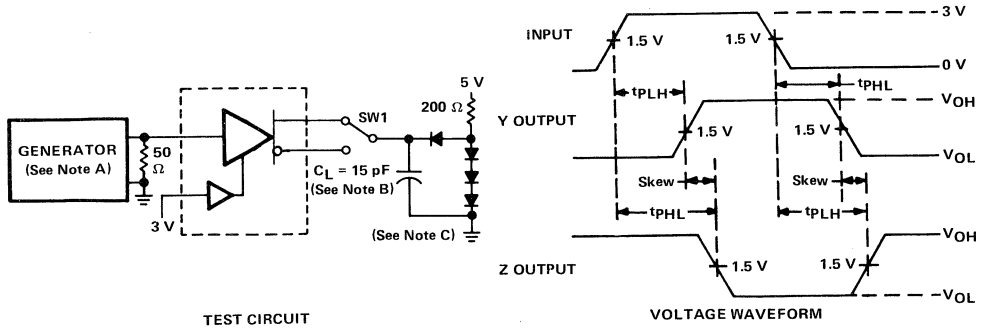 GENERATOR
(See Note A)
50
Ω
3 V
SW1
5 V
200 Ω
CL = 15 pF
(See Note B)
(See Note C)
TEST CIRCUIT
INPUT
1.5 V
1.5 V
3 V
0 V
tPLH
tPHL
Y OUTPUT
1.5 V
1.5 V
VOH
VOL
Skew
Skew
tPHL
tPLH
Z OUTPUT
1.5 V
1.5 V
VOH
VOL
VOLTAGE WAVEFORM